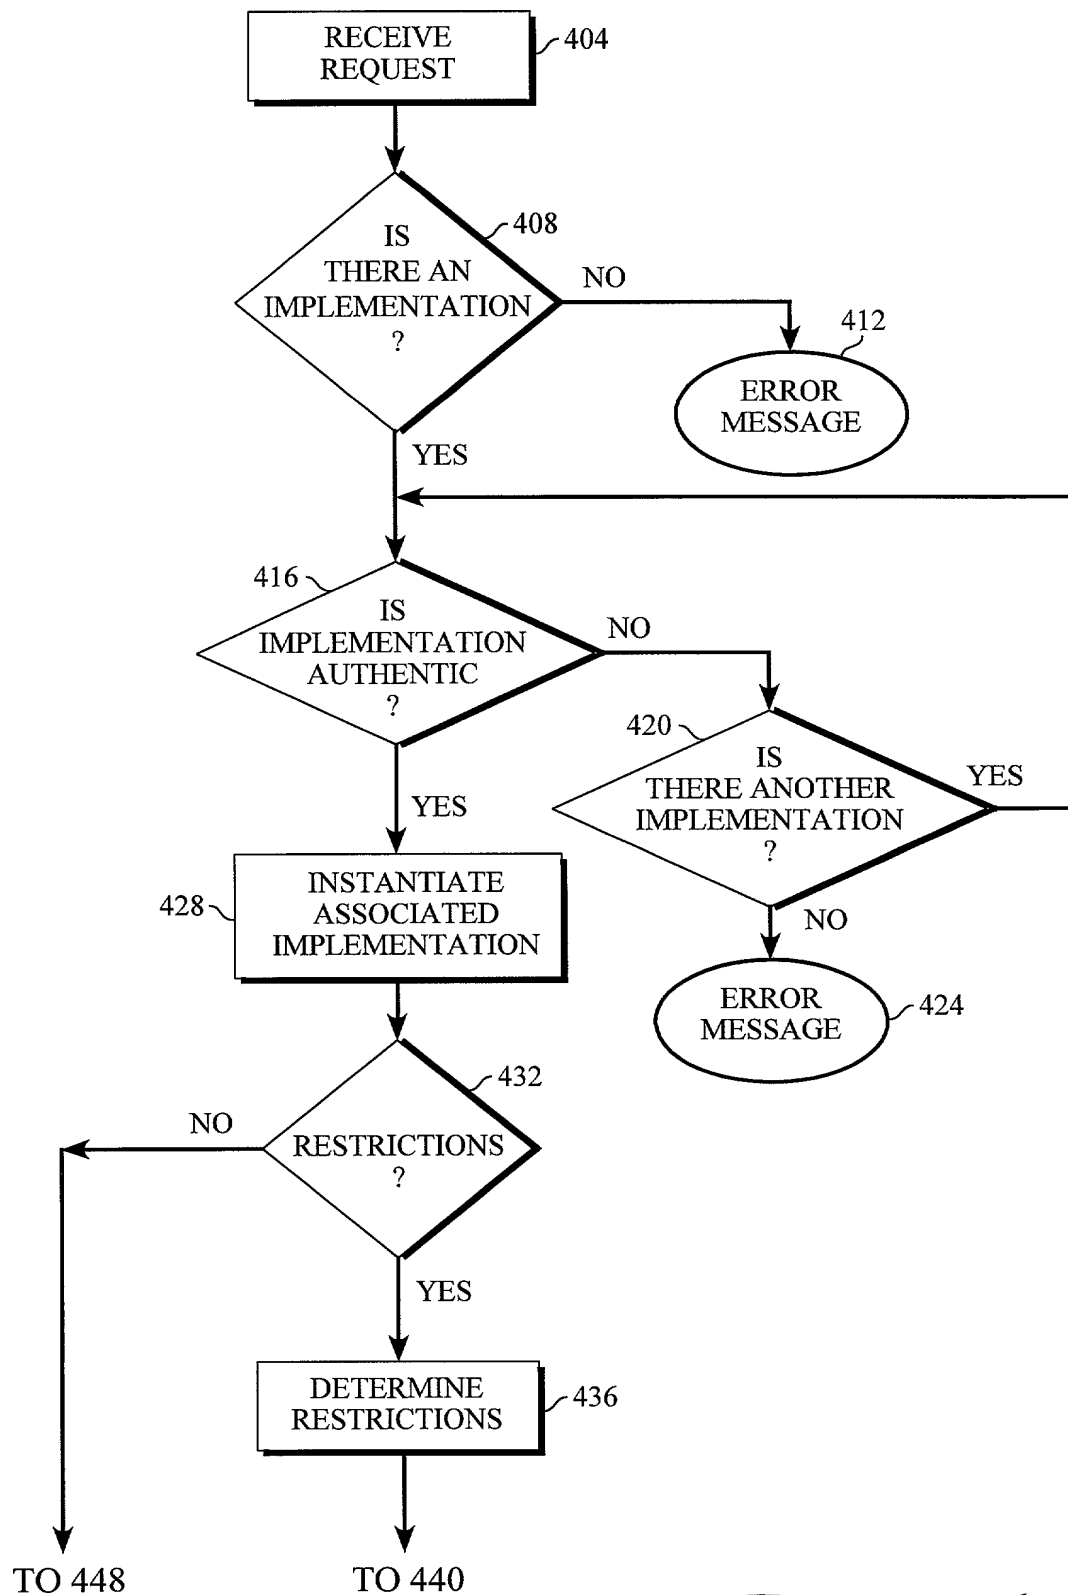 RECEIVE
REQUEST
404
IS
THERE AN
IMPLEMENTATION
?
408
NO
412
ERROR
MESSAGE
YES
416
IS
IMPLEMENTATION
AUTHENTIC
?
NO
420
IS
THERE ANOTHER
IMPLEMENTATION
?
YES
YES
428
INSTANTIATE
ASSOCIATED
IMPLEMENTATION
NO
ERROR
MESSAGE
424
432
NO
RESTRICTIONS
?
YES
DETERMINE
RESTRICTIONS
436
TO 448
TO 440